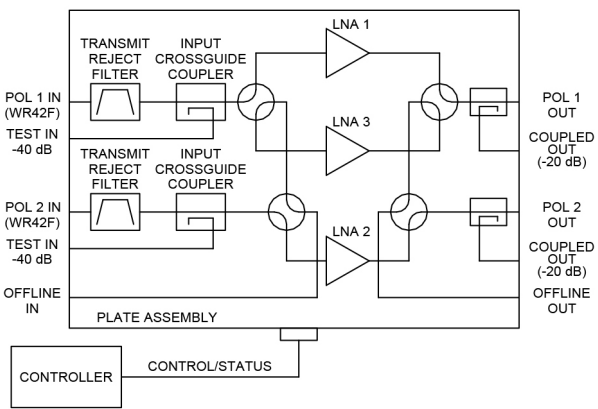 LNA 1
TRANSMIT
REJECT
FILTER
INPUT
CROSSGUIDE
COUPLER
POL 1 IN
(WR42F)
TEST IN
-40 dB
LNA 3
POL 1
OUT
COUPLED
OUT
(-20 dB)
TRANSMIT
REJECT
FILTER
INPUT
CROSSGUIDE
COUPLER
POL 2 IN
(WR42F)
TEST IN
-40 dB
LNA 2
POL 2
OUT
COUPLED
OUT
(-20 dB)
OFFLINE
IN
OFFLINE
OUT
PLATE ASSEMBLY
CONTROLLER
CONTROL/STATUS